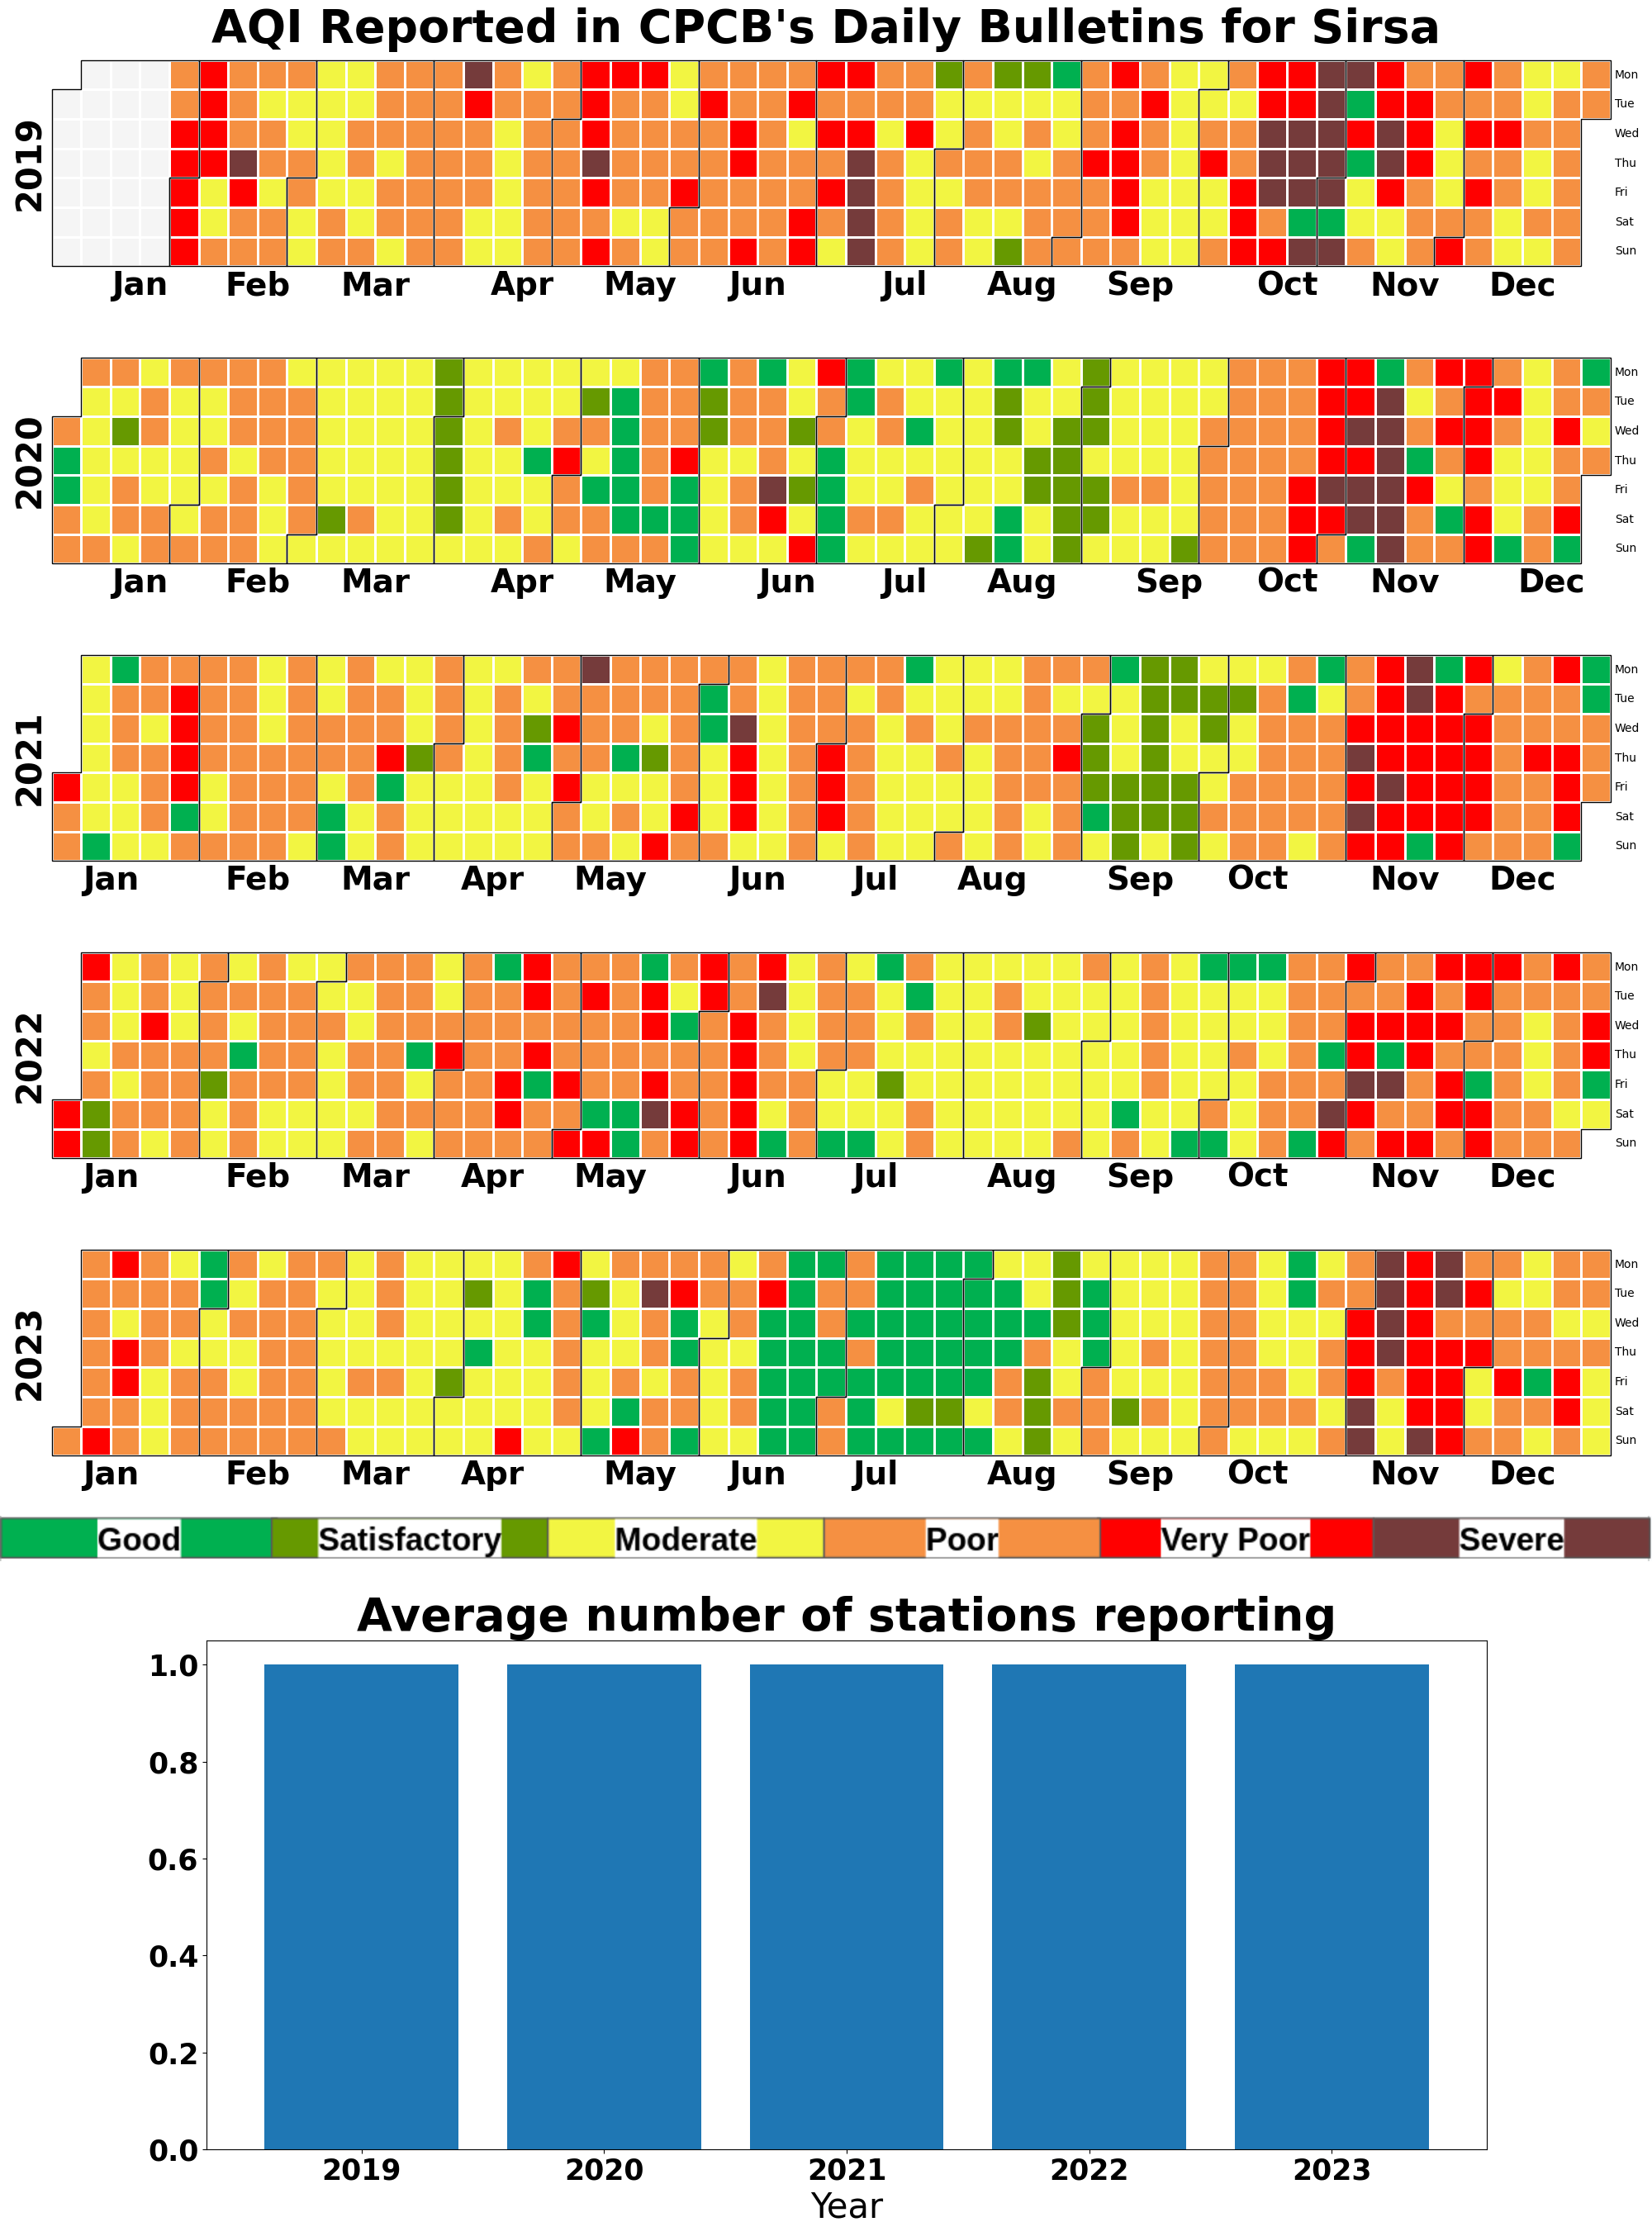 AQI Reported in CPCB's Daily Bulletins for Sirsa
2019
Mon
Tue
Wed
Thu
Fri
Sat
Sun
Jan Feb Mar Apr May Jun Jul Aug Sep Oct Nov Dec
2020
Mon
Tue
Wed
Thu
Fri
Sat
Sun
Jan Feb Mar Apr May Jun Jul Aug Sep Oct Nov Dec
2021
Mon
Tue
Wed
Thu
Fri
Sat
Sun
Jan Feb Mar Apr May Jun Jul Aug Sep Oct Nov Dec
2022
Mon
Tue
Wed
Thu
Fri
Sat
Sun
Jan Feb Mar Apr May Jun Jul Aug Sep Oct Nov Dec
2023
Mon
Tue
Wed
Thu
Fri
Sat
Sun
Jan Feb Mar Apr May Jun Jul Aug Sep Oct Nov Dec
Good Satisfactory Moderate Poor Very Poor Severe
Average number of stations reporting
1.0
0.8
0.6
0.4
0.2
0.0
2019 2020 2021 2022 2023
Year